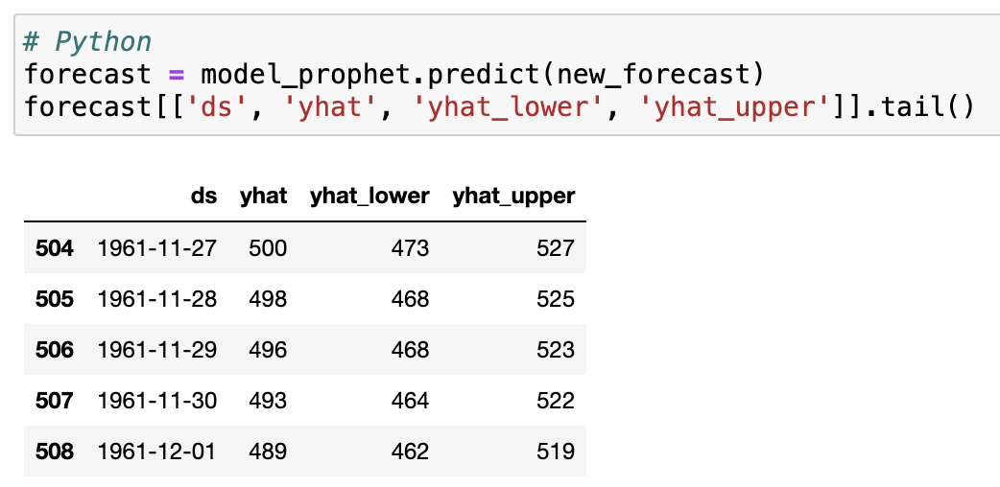 # Python
forecast = model_prophet.predict(new_forecast)
forecast[['ds', 'yhat', 'yhat_lower', 'yhat_upper']].tail()
ds yhat yhat_lower yhat_upper
504 1961-11-27 500 473 527
505 1961-11-28 498 468 525
506 1961-11-29 496 468 523
507 1961-11-30 493 464 522
508 1961-12-01 489 462 519